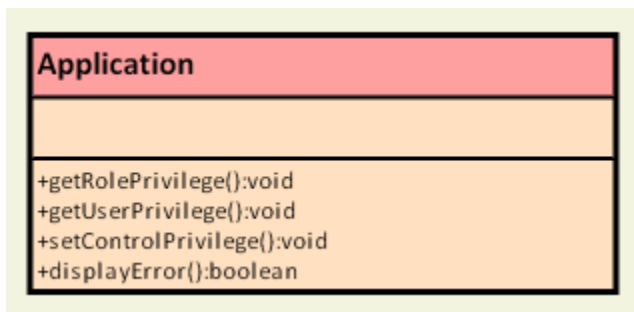 Application
+getRolePrivilege():void
+getUserPrivilege():void
+setControlPrivilege():void
+displayError():boolean